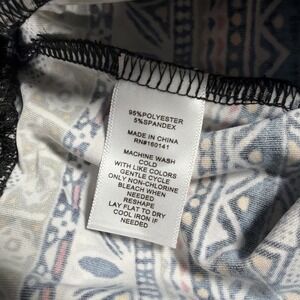 95%POLYESTER
5%SPANDEX
MADE IN CHINA
RN#160141
MACHINE WASH
COLD
WITH LIKE COLORS
GENTLE CYCLE
ONLY NON-CHLORINE
BLEACH WHEN
NEEDED
RESHAPE
LAY FLAT TO DRY
COOL IRON IF
NEEDED